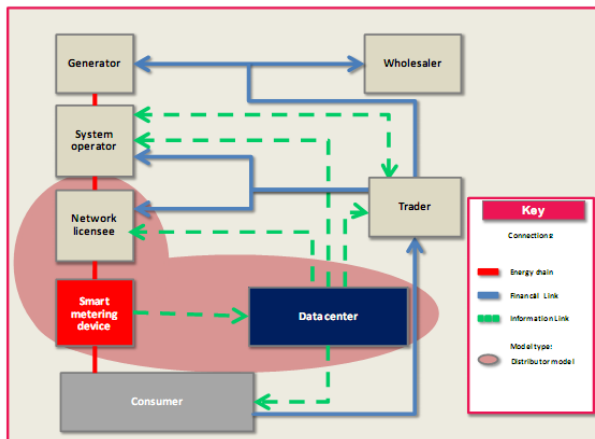 Generator
Wholesaler
System
operator
Network
licensee
Trader
Smart
metering
device
Data center
Consumer
Key
Connections:
Energy chain
Financial Link
Information Link
Model type:
Distributor model